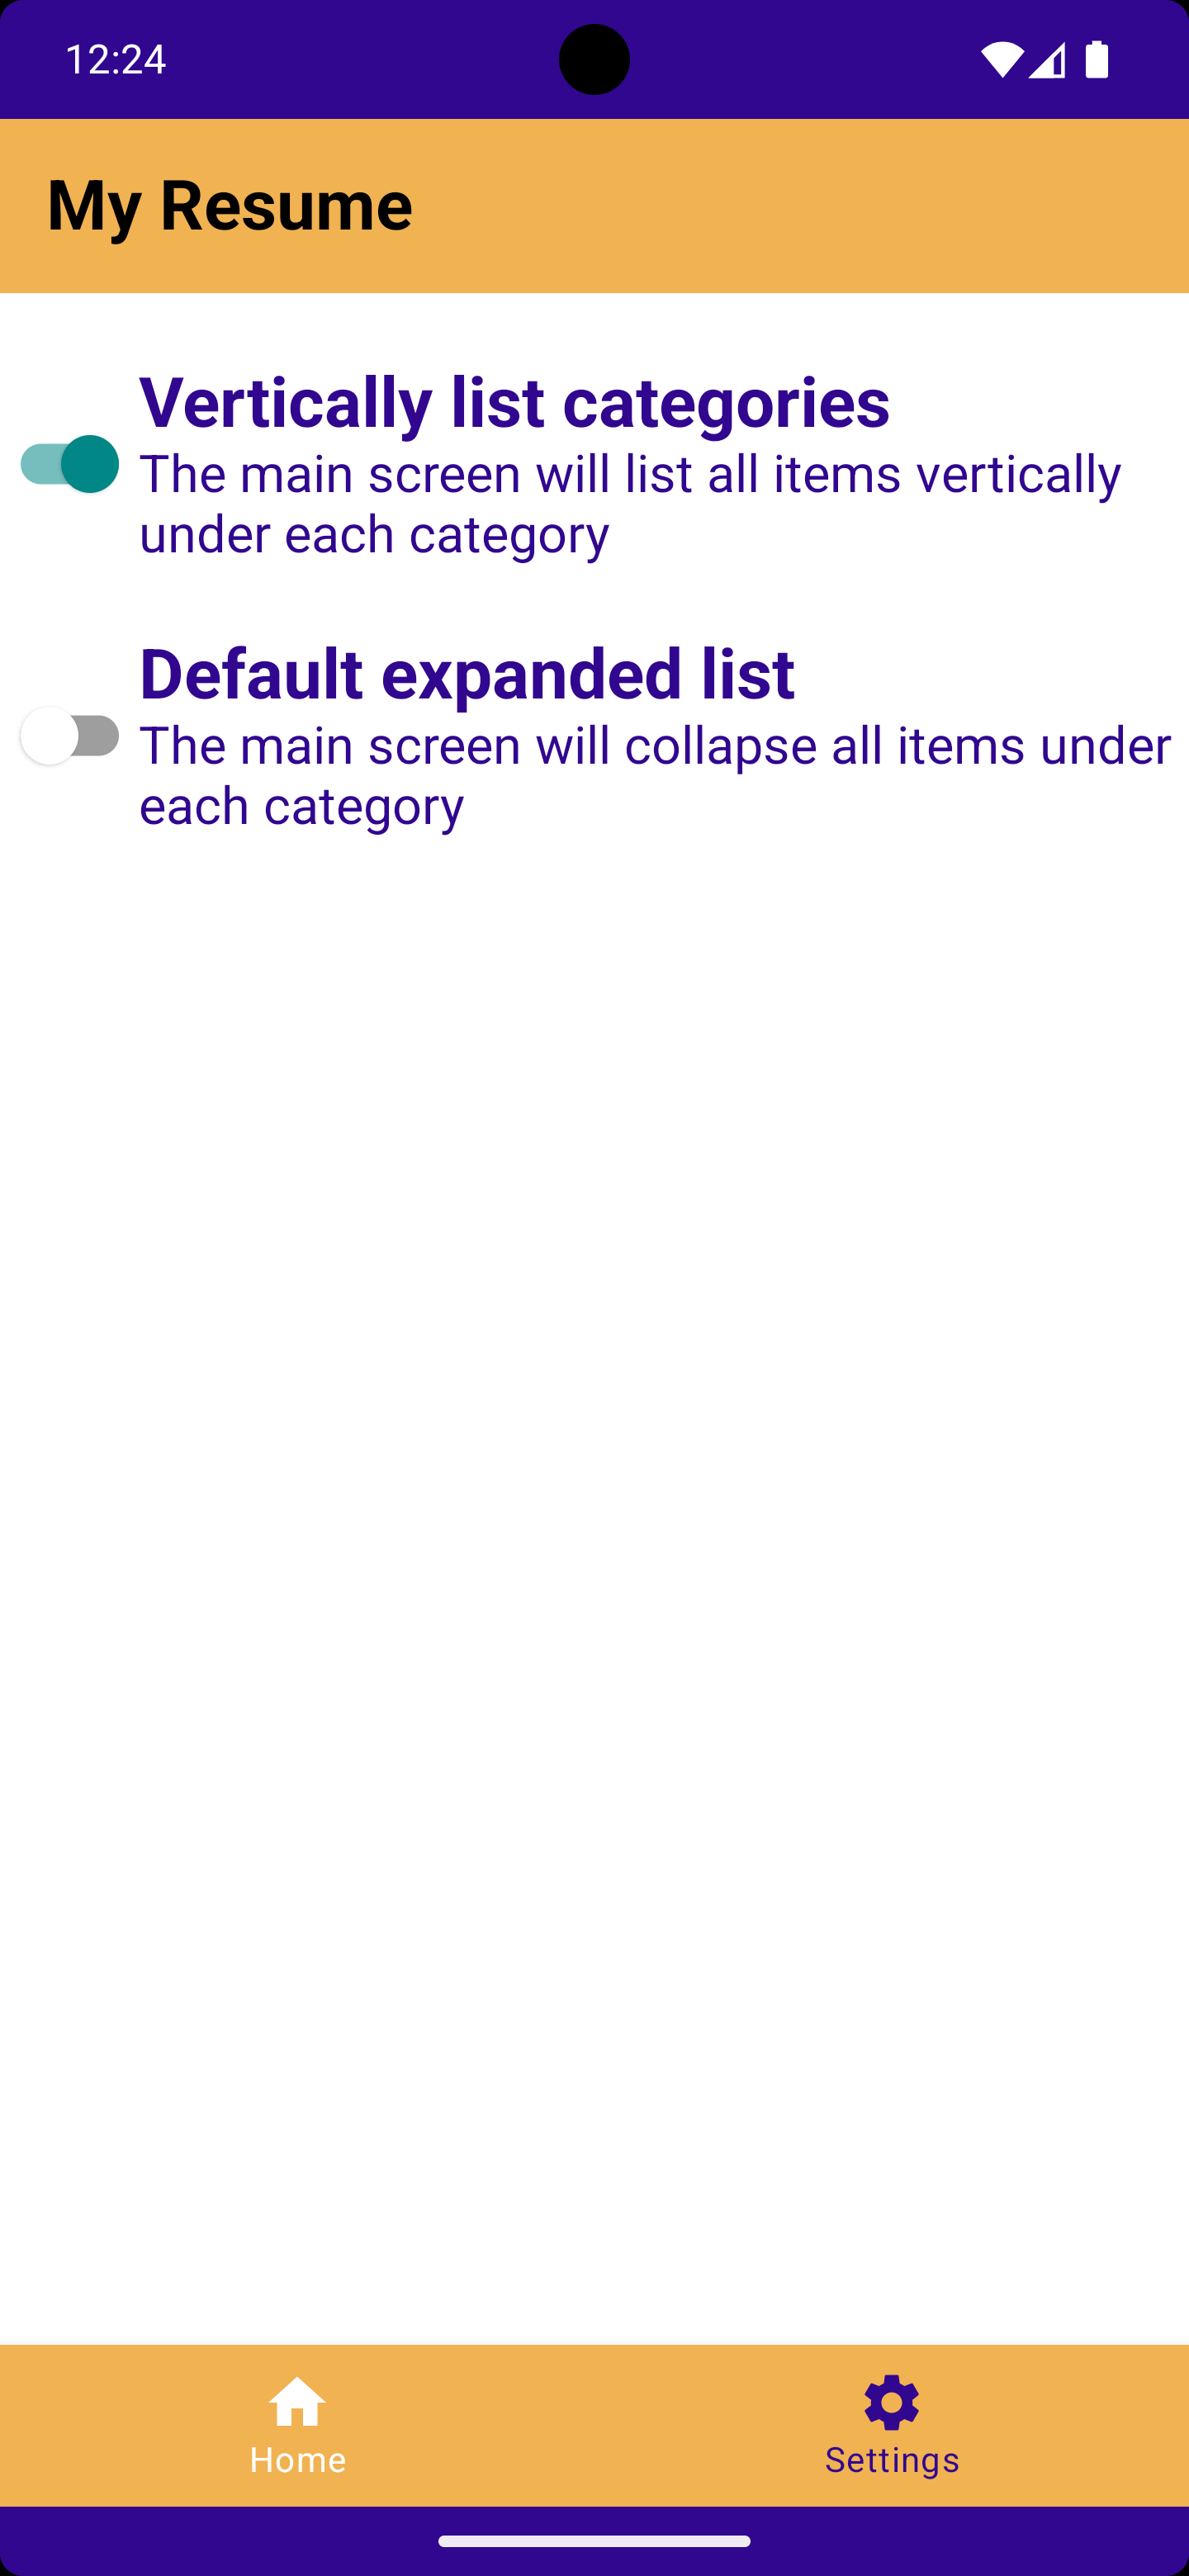 12:24
My Resume
Vertically list categories
The main screen will list all items vertically
under each category
Default expanded list
The main screen will collapse all items under
each category
Home
Settings